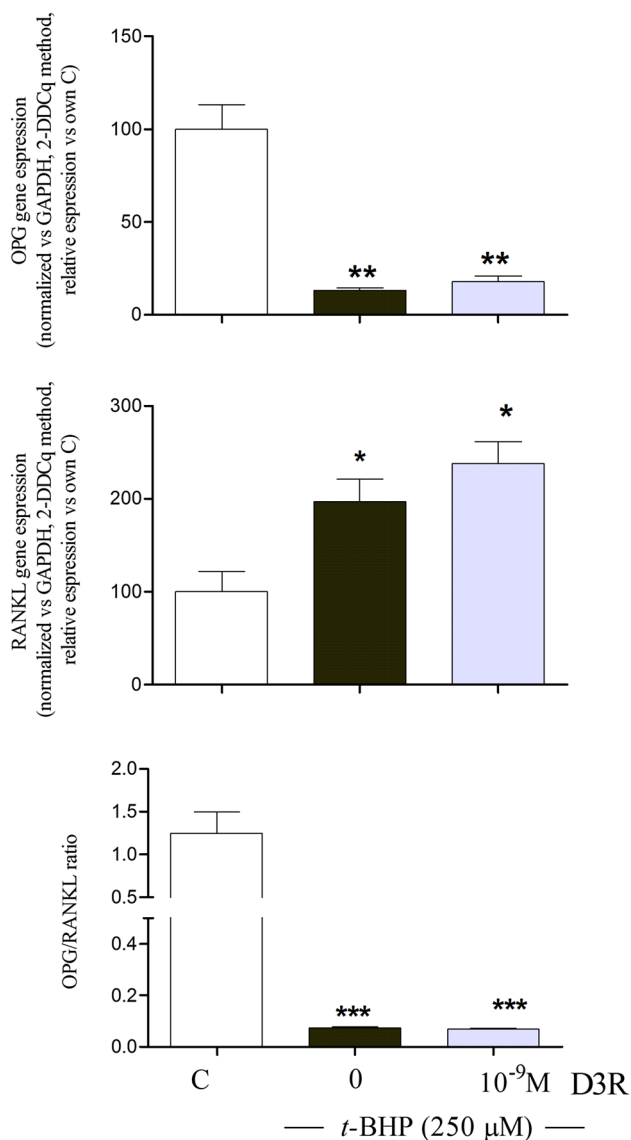 OPG gene espression
(normalized vs GAPDH, 2-DDCq method,
relative espression vs own C)
150
100
50
0
**
**
RANKL gene espression
(normalized vs GAPDH, 2-DDCq method,
relative espression vs own C)
300
200
100
0
*
*
OPG/RANKL ratio
2.0
1.5
1.0
0.5
0.4
0.2
0.0
***
***
C 0 10⁻⁹M D3R
t-BHP (250 µM)